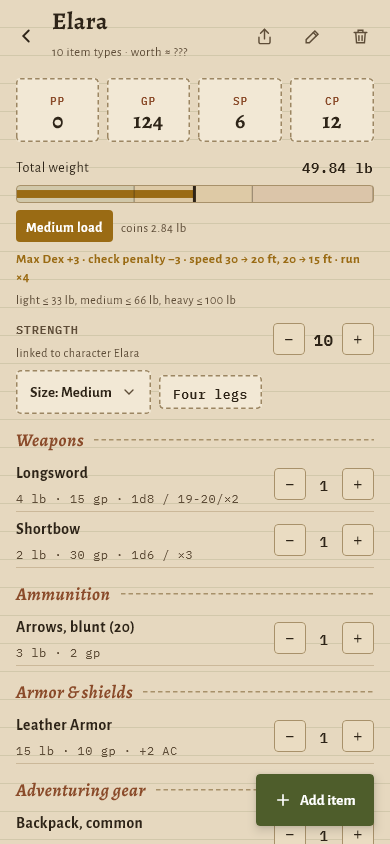 Elara
10 item types · worth ≈ ???
PP
GP
SP
CP
0
124
6
12
Total weight
49.84 lb
Medium load
coins 2.84 lb
Max Dex +3 · check penalty −3 · speed 30 → 20 ft, 20 → 15 ft · run
×4
light ≤ 33 lb, medium ≤ 66 lb, heavy ≤ 100 lb
STRENGTH
linked to character Elara
− 10 +
Size: Medium
Four legs
Weapons
Longsword
4 lb · 15 gp · 1d8 / 19-20/×2
− 1 +
Shortbow
2 lb · 30 gp · 1d6 / ×3
− 1 +
Ammunition
Arrows, blunt (20)
3 lb · 2 gp
− 1 +
Armor & shields
Leather Armor
15 lb · 10 gp · +2 AC
− 1 +
Adventuring gear
+ Add item
Backpack, common
− 1 +